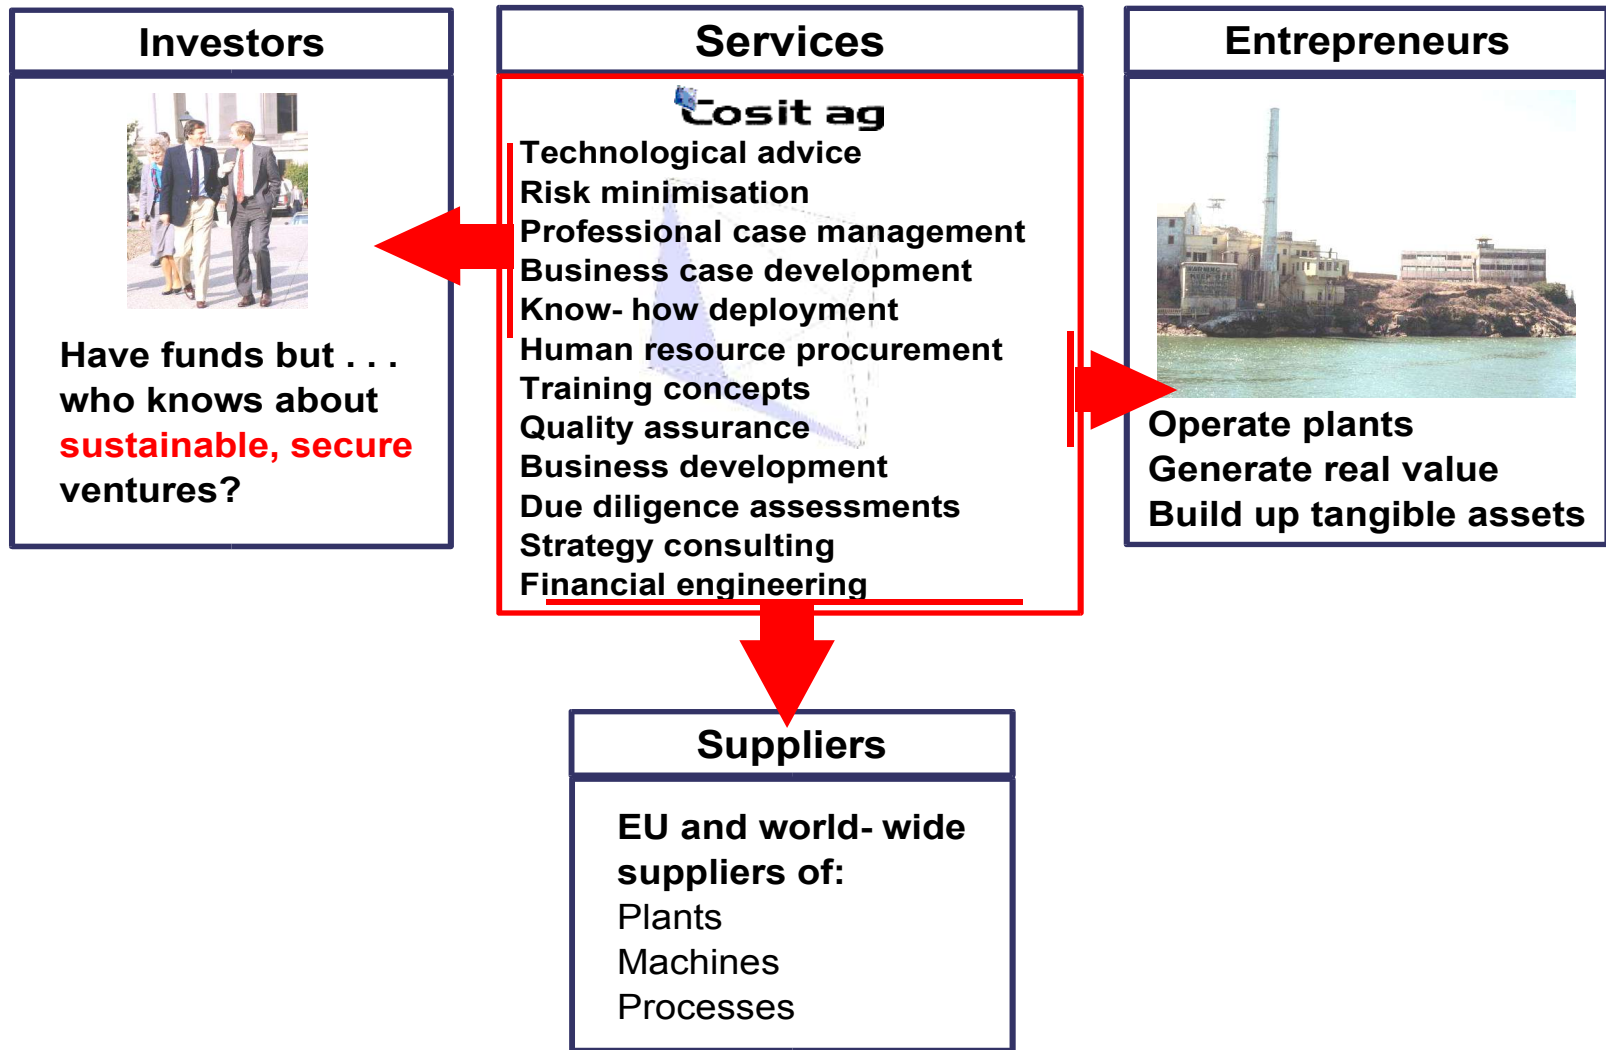 Investors
Have funds but . . .
who knows about
sustainable, secure
ventures?
Services
Cosit ag
Technological advice
Risk minimisation
Professional case management
Business case development
Know- how deployment
Human resource procurement
Training concepts
Quality assurance
Business development
Due diligence assessments
Strategy consulting
Financial engineering
Entrepreneurs
Operate plants
Generate real value
Build up tangible assets
Suppliers
EU and world- wide
suppliers of:
Plants
Machines
Processes